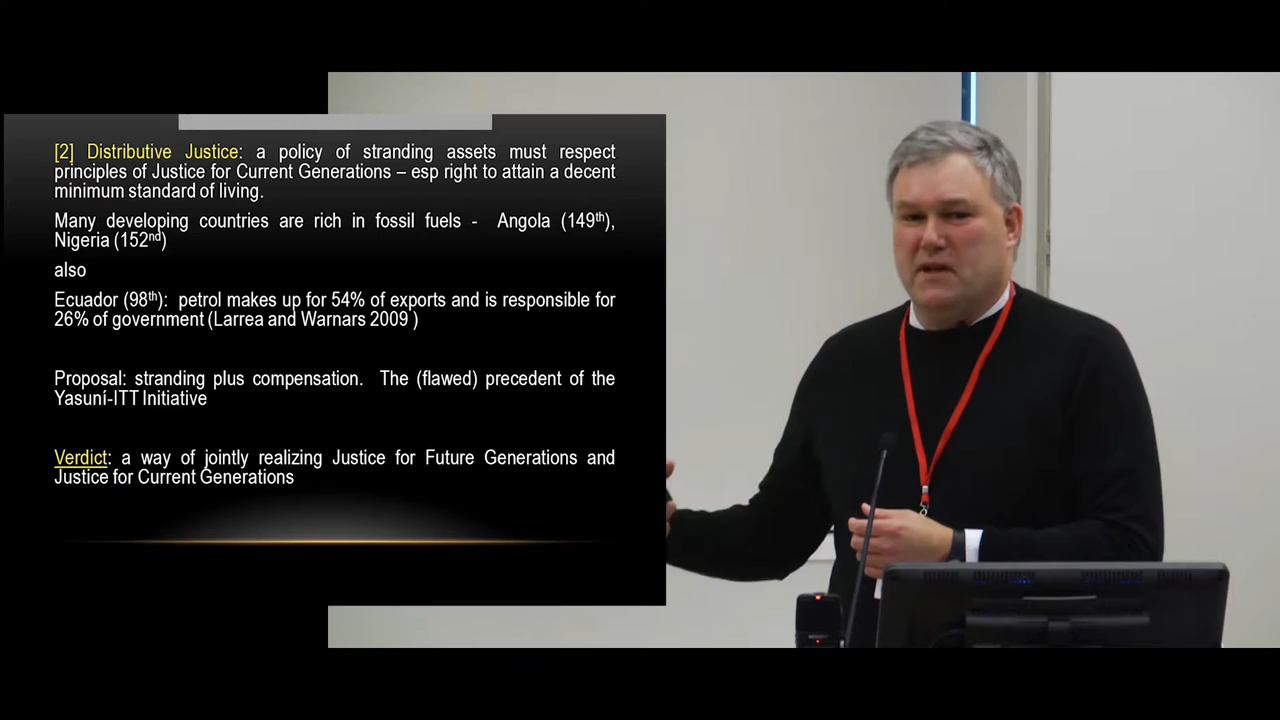 [2] Distributive Justice: a policy of stranding assets must respect
principles of Justice for Current Generations – esp right to attain a decent
minimum standard of living.
Many developing countries are rich in fossil fuels - Angola (149th),
Nigeria (152nd)
also
Ecuador (98th): petrol makes up for 54% of exports and is responsible for
26% of government (Larrea and Warnars 2009 )
Proposal: stranding plus compensation. The (flawed) precedent of the
Yasuní-ITT Initiative
Verdict: a way of jointly realizing Justice for Future Generations and
Justice for Current Generations